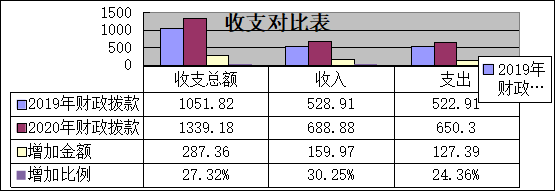 收支对比表
1500
1000
500
0
收支总额 收入 支出
2019年财政…
2019年财政拨款 1051.82 528.91 522.91
2020年财政拨款 1339.18 688.88 650.3
增加金额 287.36 159.97 127.39
增加比例 27.32% 30.25% 24.36%